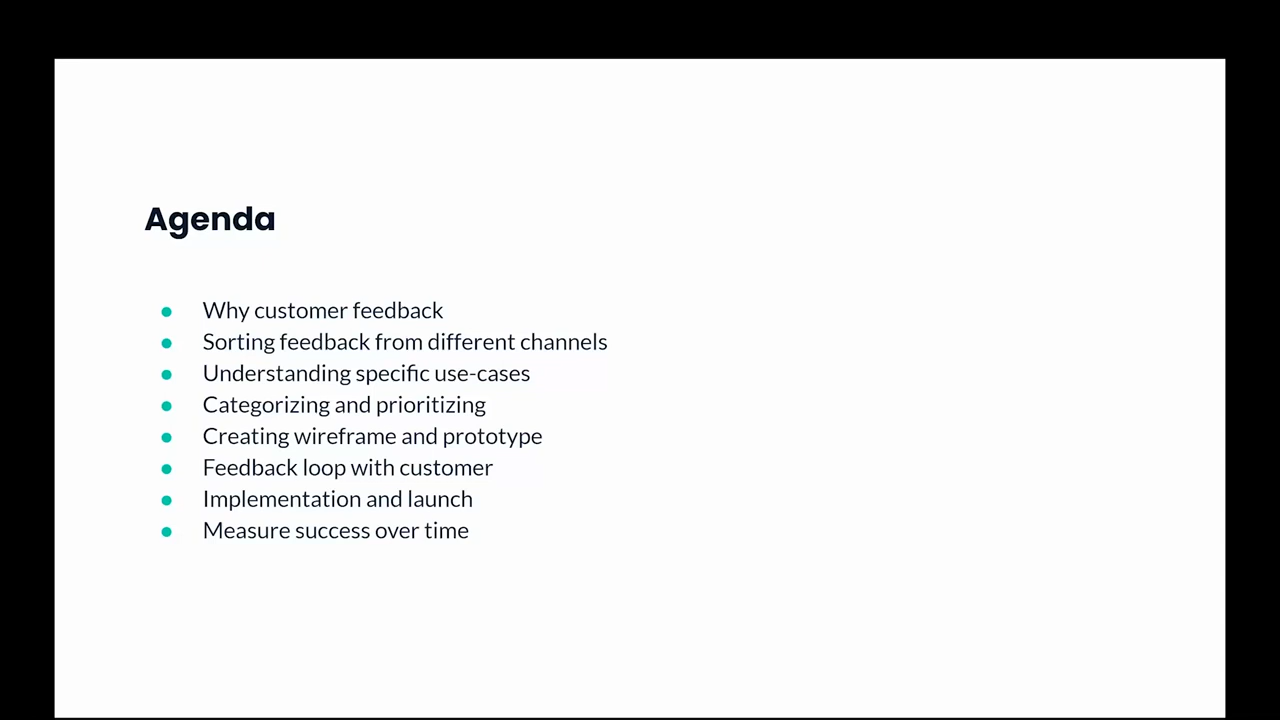 Agenda
• Why customer feedback
• Sorting feedback from different channels
• Understanding specific use-cases
• Categorizing and prioritizing
• Creating wireframe and prototype
• Feedback loop with customer
• Implementation and launch
• Measure success over time